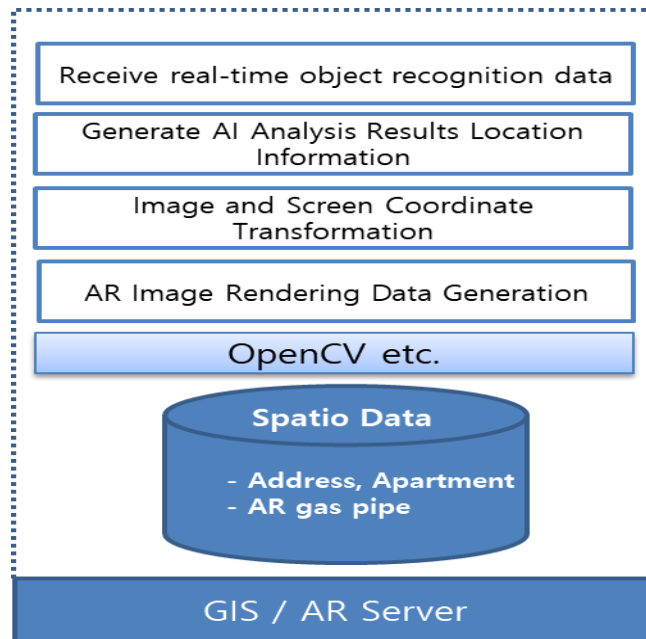 Receive real-time object recognition data
Generate AI Analysis Results Location
Information
Image and Screen Coordinate
Transformation
AR Image Rendering Data Generation
OpenCV etc.
Spatio Data
- Address, Apartment
- AR gas pipe
GIS / AR Server